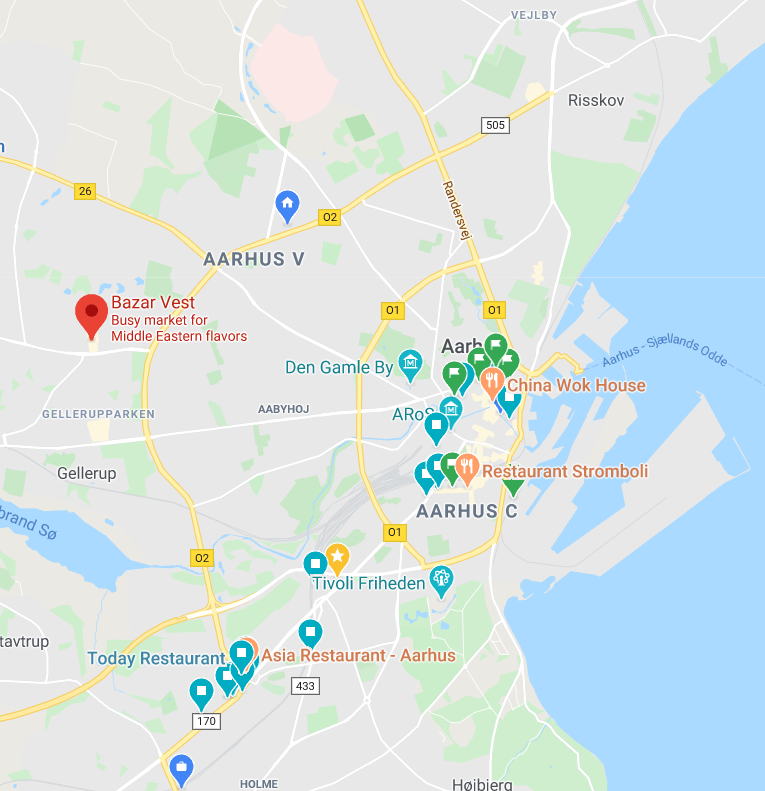 VEJLBY
Risskov
505
26
Randersvej
O2
AARHUS V
Bazar Vest
Busy market for
Middle Eastern flavors
O1
O1
Aarhus - Sjællands Odde
Aarh
Den Gamle By
China Wok House
GELLERUPPARKEN
AABYHOJ
ARoS
Gellerup
Restaurant Stromboli
AARHUS C
brand Sø
O1
O2
Tivoli Friheden
tavtrup
Today Restaurant
Asia Restaurant - Aarhus
433
170
HOLME
Højbjerg